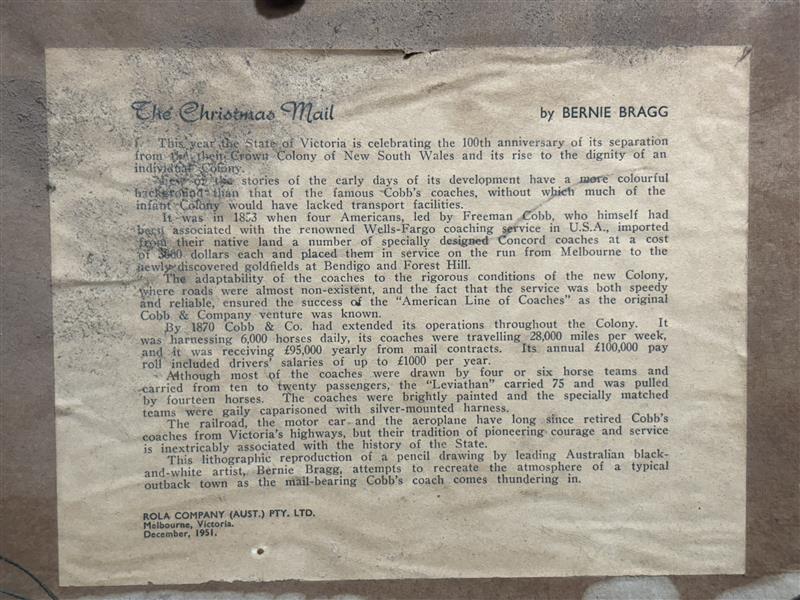 The Christmas Mail by BERNIE BRAGG
This year the State of Victoria is celebrating the 100th anniversary of its separation
from the then Crown Colony of New South Wales and its rise to the dignity of an
individual Colony.
of the stories of the early days of its development have a more colourful
background than that of the famous Cobb's coaches, without which much of the
infant Colony would have lacked transport facilities.
It was in 1853 when four Americans, led by Freeman Cobb, who himself had
been associated with the renowned Wells-Fargo coaching service in U.S.A., imported
from their native land a number of specially designed Concord coaches at a cost
of dollars each and placed them in service on the run from Melbourne to the
newly discovered goldfields at Bendigo and Forest Hill.
The adaptability of the coaches to the rigorous conditions of the new Colony,
where roads were almost non-existent, and the fact that the service was both speedy
and reliable, ensured the success of the "American Line of Coaches" as the original
Cobb & Company venture was known.
By 1870 Cobb & Co. had extended its operations throughout the Colony. It
was harnessing 6,000 horses daily, its coaches were travelling 28,000 miles per week,
and it was receiving £95,000 yearly from mail contracts. Its annual £100,000 pay
roll included drivers' salaries of up to £1000 per year.
Although most of the coaches were drawn by four or six horse teams and
carried from ten to twenty passengers, the "Leviathan" carried 75 and was pulled
by fourteen horses. The coaches were brightly painted and the specially matched
teams were gaily caparisoned with silver-mounted harness.
The railroad, the motor car and the aeroplane have long since retired Cobb's
coaches from Victoria's highways, but their tradition of pioneering courage and service
is inextricably associated with the history of the State.
This lithographic reproduction of a pencil drawing by leading Australian black-
and-white artist, Bernie Bragg, attempts to recreate the atmosphere of a typical
outback town as the mail-bearing Cobb's coach comes thundering in.
ROLA COMPANY (AUST.) PTY. LTD.
Melbourne, Victoria.
December, 1951.